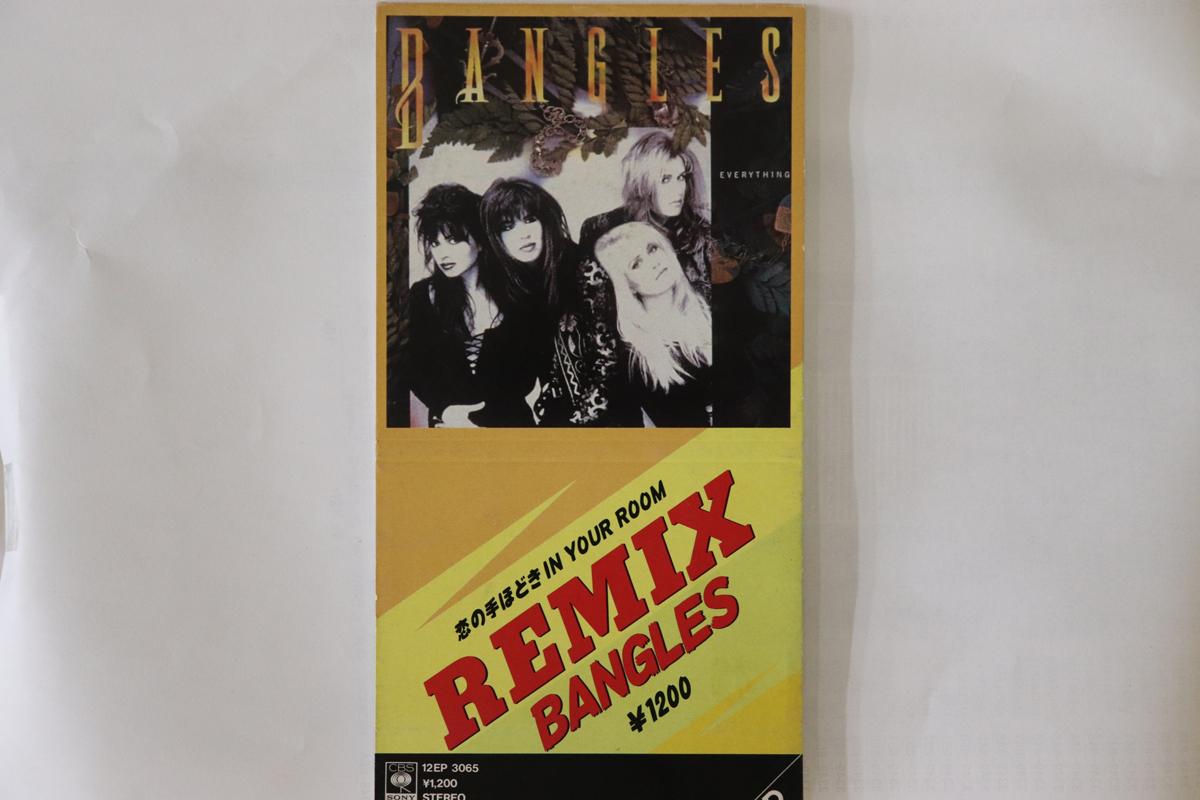 BANGLES
EVERYTHING
恋の手ほどき IN YOUR ROOM
REMIX
BANGLES
¥1200
CBS
SONY
12EP 3065
¥1,200
STEREO